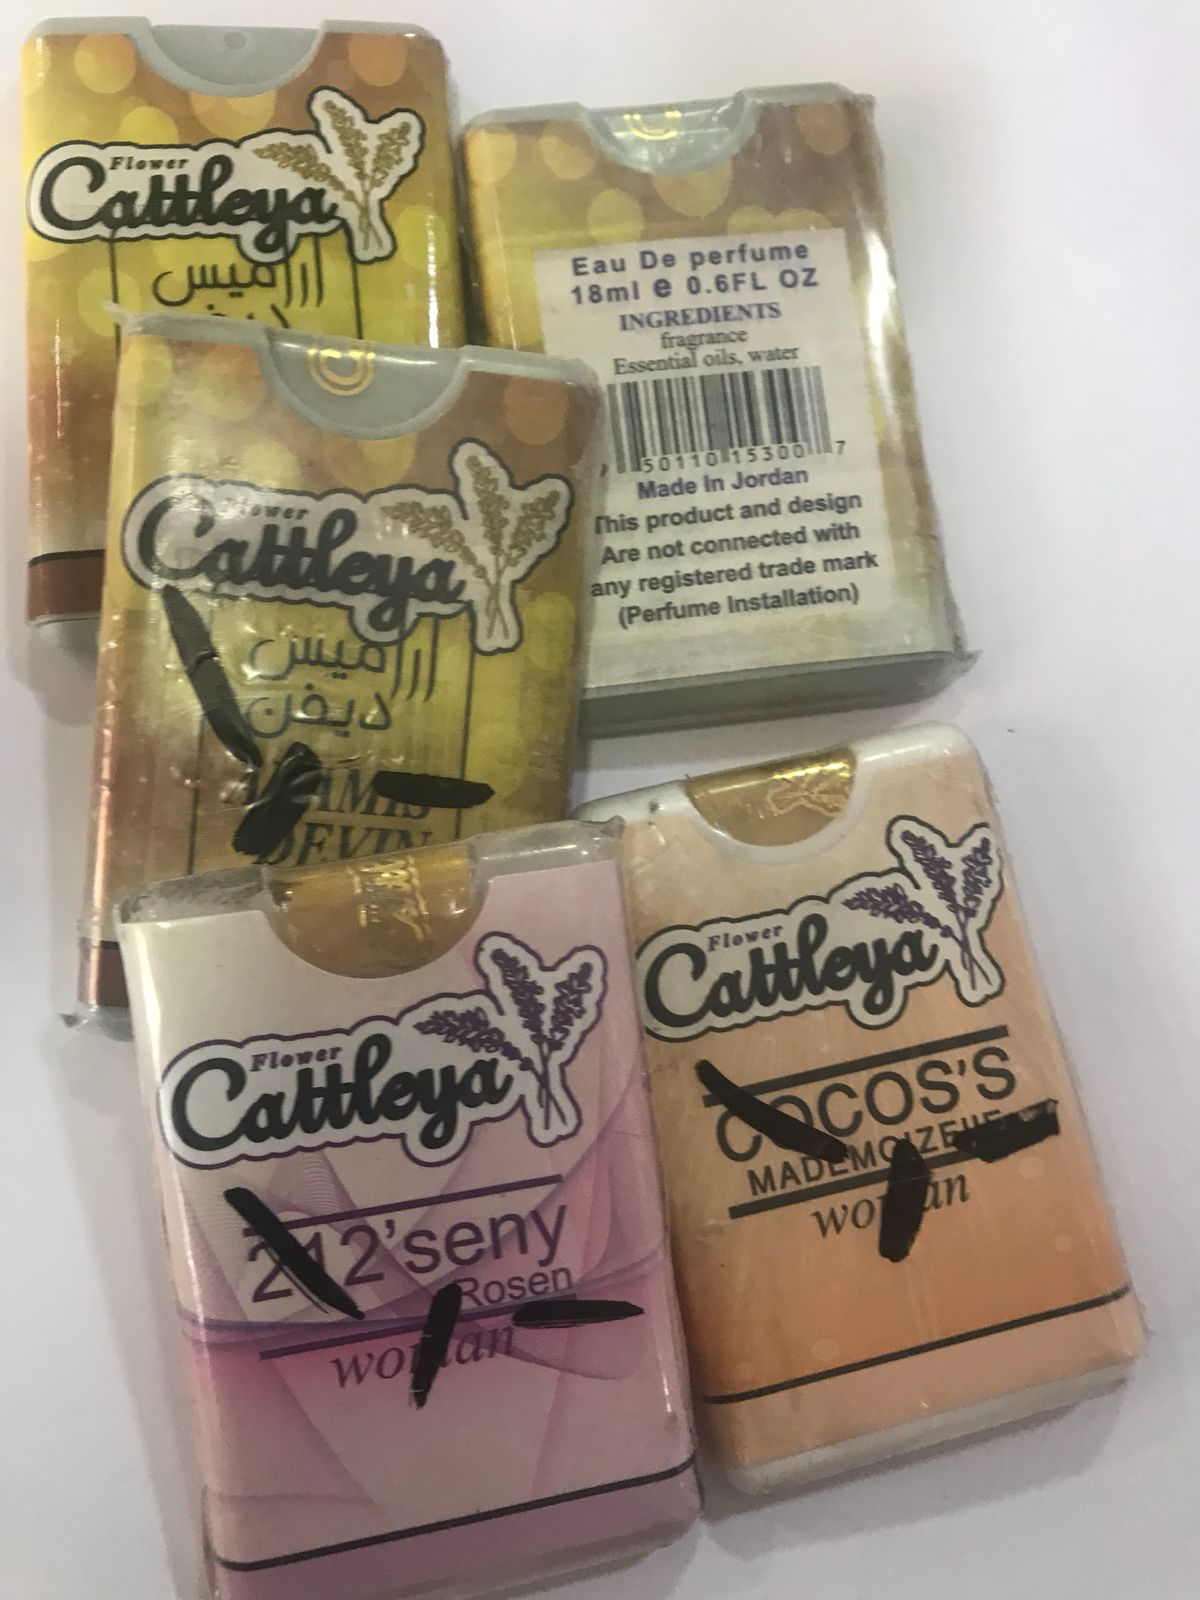 Flower
Cattleya
اراميس
ديفن
Eau De perfume
18ml e 0.6FL OZ
INGREDIENTS
fragrance
Essential oils, water
50110 15300 7
Made In Jordan
This product and design
Are not connected with
any registered trade mark
(Perfume Installation)
Flower
Cattleya
اراميس
ديفن
ARAMIS
DEVIN
Flower
Cattleya
COCOS'S
woman
Flower
Cattleya
212'seny
Rosen
woman